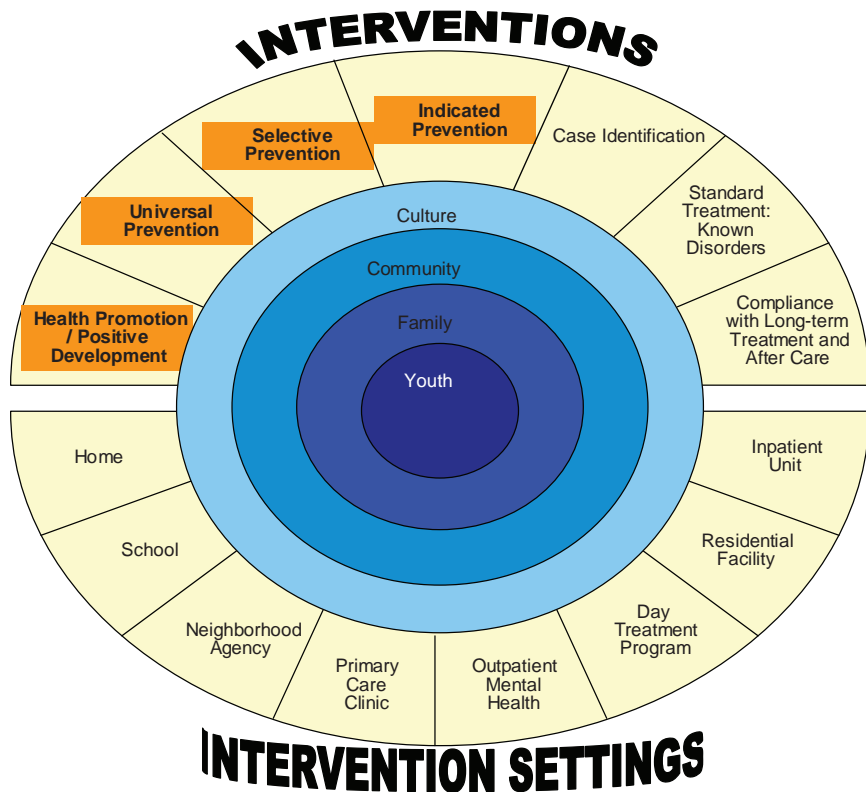 INTERVENTIONS
Health Promotion
/ Positive
Development
Universal
Prevention
Selective
Prevention
Indicated
Prevention
Case Identification
Standard
Treatment:
Known
Disorders
Compliance
with Long-term
Treatment and
After Care
Culture
Community
Family
Youth
Home
School
Neighborhood
Agency
Primary
Care
Clinic
Outpatient
Mental
Health
Day
Treatment
Program
Residential
Facility
Inpatient
Unit
INTERVENTION SETTINGS